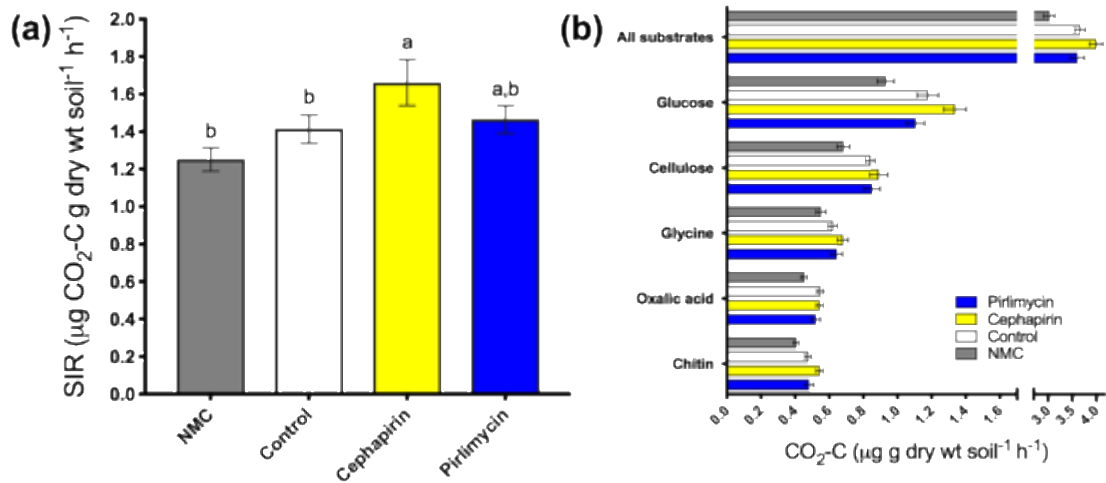 (a)
SIR (μg CO₂-C g dry wt soil⁻¹ h⁻¹)
2.0
1.8
1.6
1.4
1.2
1.0
0.8
0.6
0.4
0.2
0.0
b
b
a
a,b
NMC
Control
Cephapirin
Pirlimycin
(b)
All substrates
Glucose
Cellulose
Glycine
Oxalic acid
Chitin
Pirlimycin
Cephapirin
Control
NMC
0.0 0.2 0.4 0.6 0.8 1.0 1.2 1.4 1.6 3.0 3.5 4.0
CO₂-C (μg g dry wt soil⁻¹ h⁻¹)